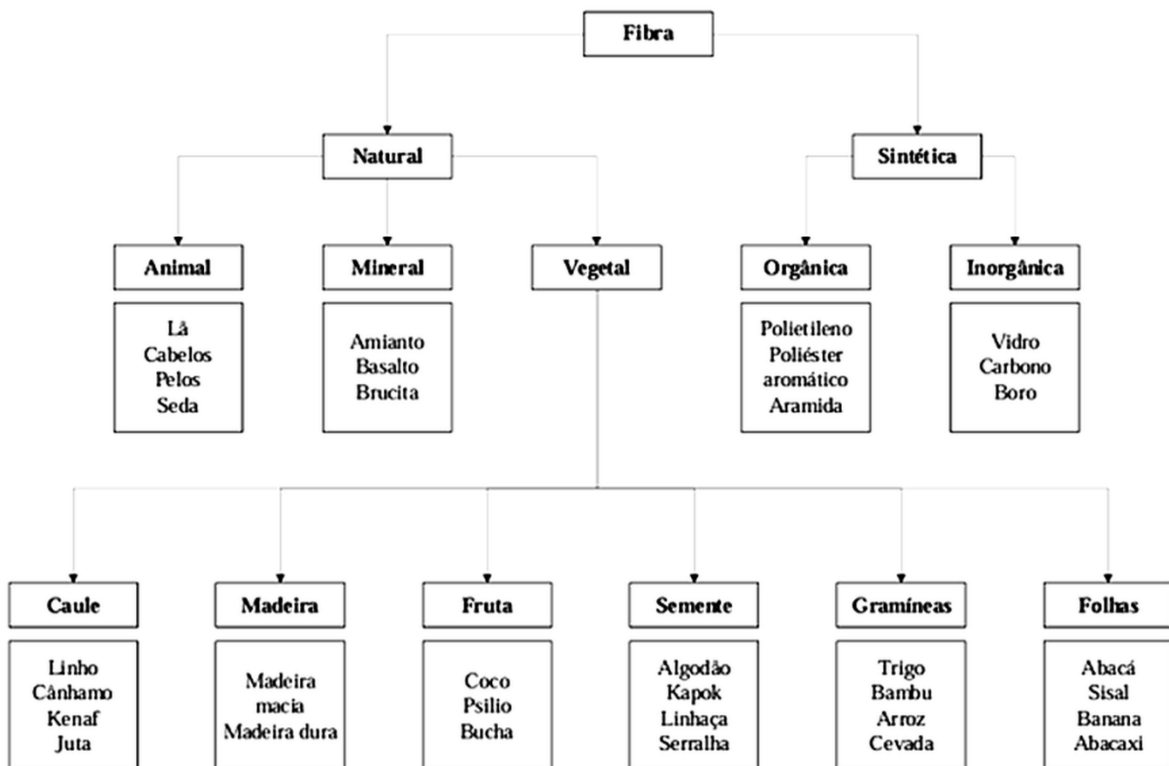 Fibra
Natural
Sintética
Animal
Mineral
Vegetal
Orgânica
Inorgânica
Lã
Cabelos
Pelos
Seda
Amianto
Basalto
Brucita
Polietileno
Poliéster
aromático
Aramida
Vidro
Carbono
Boro
Caule
Madeira
Fruta
Semente
Gramíneas
Folhas
Linho
Cânhamo
Kenaf
Juta
Madeira
macia
Madeira dura
Coco
Psilio
Bucha
Algodão
Kapok
Linhaça
Serralha
Trigo
Bambu
Arroz
Cevada
Abacá
Sisal
Banana
Abacaxi